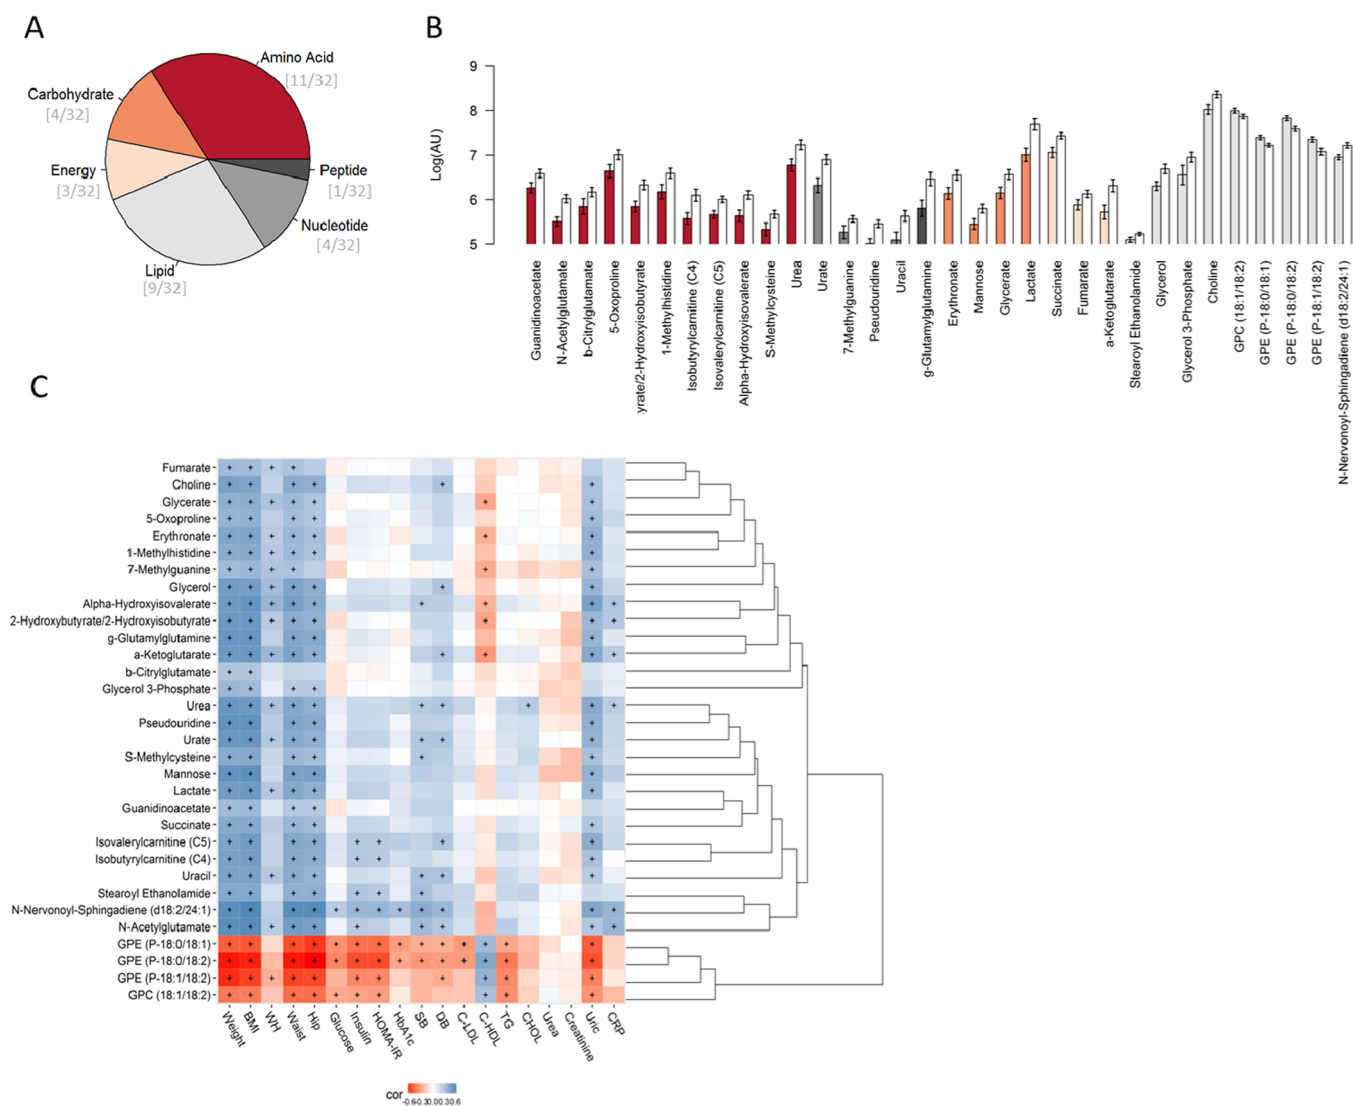 A
Amino Acid
[11/32]
Carbohydrate
[4/32]
Energy
[3/32]
Peptide
[1/32]
Nucleotide
[4/32]
Lipid
[9/32]
B
Log(AU)
9
8
7
6
5
Guanidinoacetate
N-Acetylglutamate
b-Citrylglutamate
5-Oxoproline
yrate/2-Hydroxyisobutyrate
1-Methylhistidine
Isobutyrylcarnitine (C4)
Isovalerylcarnitine (C5)
Alpha-Hydroxyisovalerate
S-Methylcysteine
Urea
Urate
7-Methylguanine
Pseudouridine
Uracil
g-Glutamylglutamine
Erythronate
Mannose
Glycerate
Lactate
Succinate
Fumarate
a-Ketoglutarate
Stearoyl Ethanolamide
Glycerol
Glycerol 3-Phosphate
Choline
GPC (18:1/18:2)
GPE (P-18:0/18:1)
GPE (P-18:0/18:2)
GPE (P-18:1/18:2)
N-Nervonoyl-Sphingadiene (d18:2/24:1)
C
Fumarate
Choline
Glycerate
5-Oxoproline
Erythronate
1-Methylhistidine
7-Methylguanine
Glycerol
Alpha-Hydroxyisovalerate
2-Hydroxybutyrate/2-Hydroxyisobutyrate
g-Glutamylglutamine
a-Ketoglutarate
b-Citrylglutamate
Glycerol 3-Phosphate
Urea
Pseudouridine
Urate
S-Methylcysteine
Mannose
Lactate
Guanidinoacetate
Succinate
Isovalerylcarnitine (C5)
Isobutyrylcarnitine (C4)
Uracil
Stearoyl Ethanolamide
N-Nervonoyl-Sphingadiene (d18:2/24:1)
N-Acetylglutamate
GPE (P-18:0/18:1)
GPE (P-18:0/18:2)
GPE (P-18:1/18:2)
GPC (18:1/18:2)
Weight
BMI
WH
Waist
Hip
Glucose
Insulin
HOMA-IR
HbA1c
SB
DB
C-LDL
C-HDL
TG
CHOL
Urea
Creatinine
Uric
CRP
cor
-0.6-0.30.00.30.6